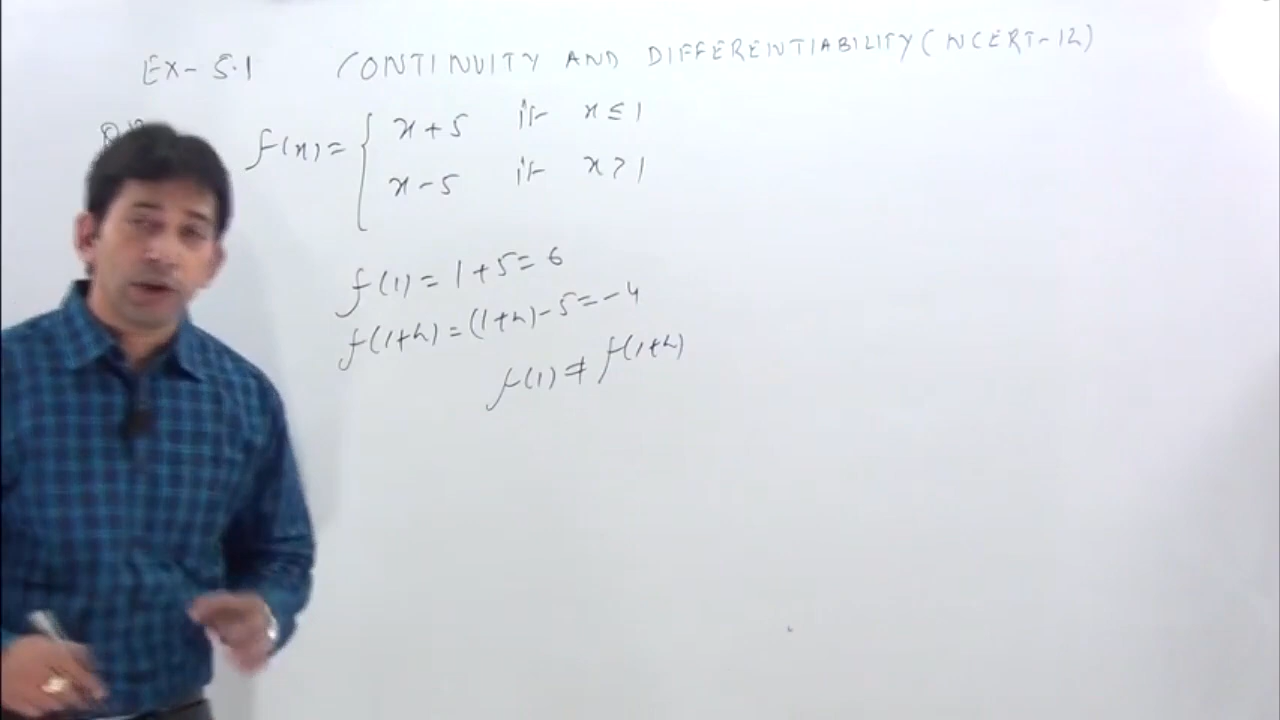 EX- 5.1 CONTINUITY AND DIFFERENTIABILITY (NCERT-12)
f(x) = { x + 5 if x ≤ 1
x - 5 if x > 1
f(1) = 1 + 5 = 6
f(1+h) = (1+h) - 5 = -4
f(1) ≠ f(1+h)